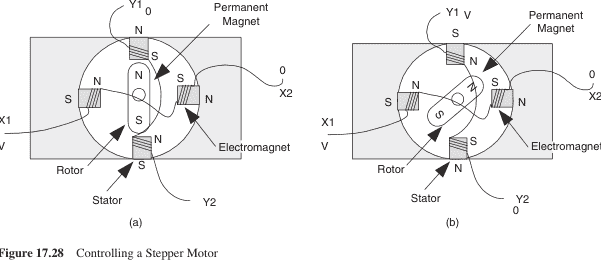 Y1
0
Permanent
Magnet
N
S
N
N
S
S
N
0
X2
X1
V
S
N
S
Electromagnet
Rotor
Stator
Y2
(a)
Y1
V
Permanent
Magnet
S
N
N
S
S
N
0
X2
X1
V
S
N
S
N
Electromagnet
Rotor
Stator
Y2
0
(b)
Figure 17.28 Controlling a Stepper Motor